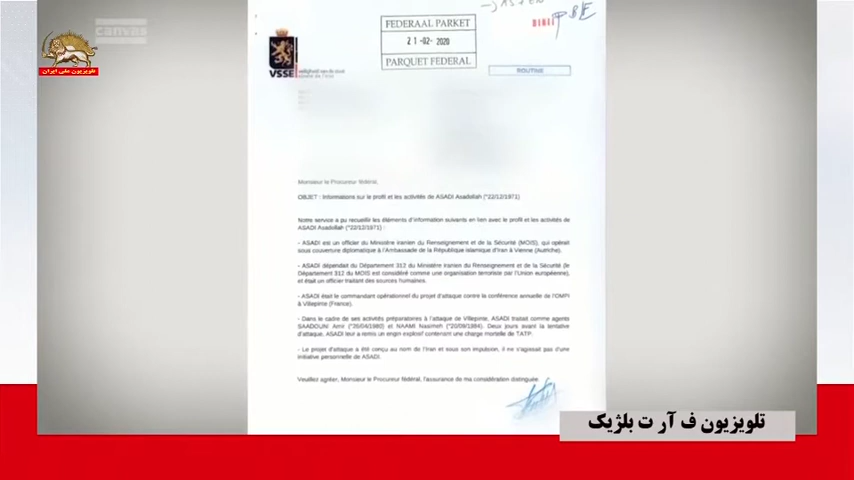 canvas
تلویزیون ملی ایران
FEDERAAL PARKET
21-02-2020
PARQUET FEDERAL
VSSE
ROUTINE
Monsieur le Procureur fédéral,
OBJET : Informations sur le profil et les activités de ASADI Asadollah (°22/12/1971)
Notre service a pu recueillir les éléments d'information suivants en lien avec le profil et les activités de
ASADI Asadollah (°22/12/1971) :
- ASADI est un officier du Ministère iranien du Renseignement et de la Sécurité (MOIS), qui opérait
sous couverture diplomatique à l'Ambassade de la République islamique d'Iran à Vienne (Autriche).
- ASADI dépendait du Département 312 du Ministère iranien du Renseignement et de la Sécurité (le
Département 312 du MOIS est considéré comme une organisation terroriste par l'Union européenne),
et était un officier traitant des sources humaines.
- ASADI était le commandant opérationnel du projet d'attaque contre la conférence annuelle de l'OMPI
à Villepinte (France).
- Dans le cadre de ses activités préparatoires à l'attaque de Villepinte, ASADI traitait comme agents
SAADOUNI Amir (°26/04/1980) et NAAMI Nasimeh (°20/09/1984). Deux jours avant la tentative
d'attaque, ASADI leur a remis un engin explosif contenant une charge mortelle de TATP.
- Le projet d'attaque a été conçu au nom de l'Iran et sous son impulsion, il ne s'agissait pas d'une
initiative personnelle de ASADI.
Veuillez agréer, Monsieur le Procureur fédéral, l'assurance de ma considération distinguée.
تلویزیون ف آر ت بلژیک